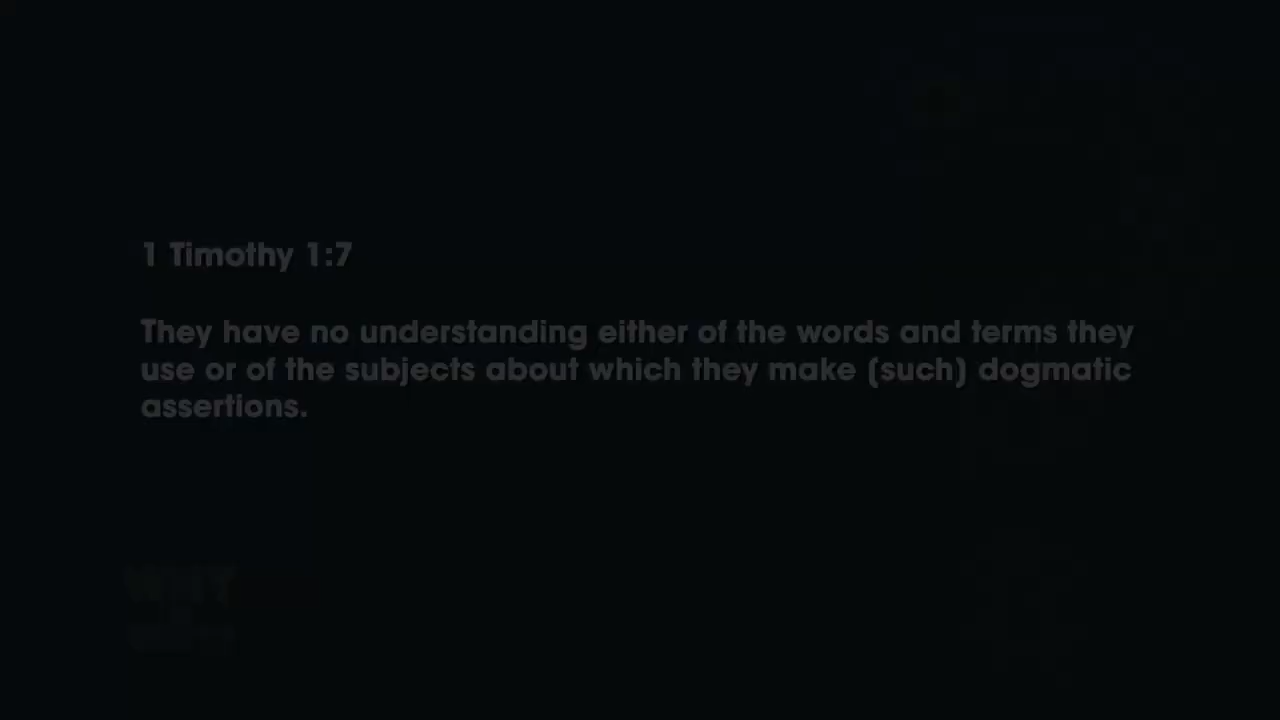 1 Timothy 1:7
They have no understanding either of the words and terms they
use or of the subjects about which they make (such) dogmatic
assertions.
WHY